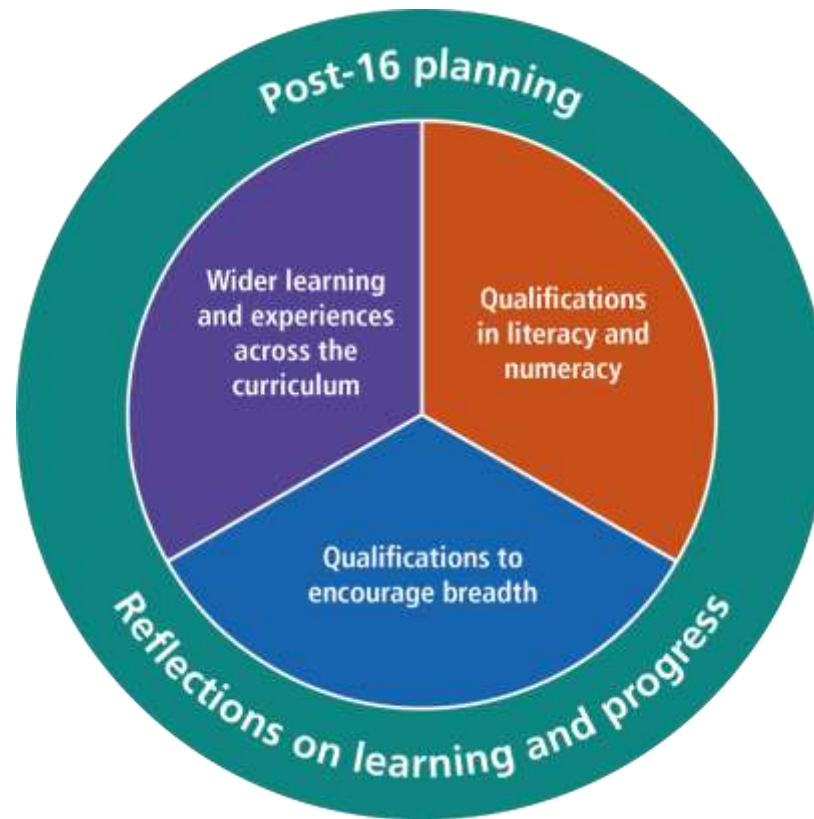 Post-16 planning
Wider learning
and experiences
across the
curriculum
Qualifications
in literacy and
numeracy
Qualifications to
encourage breadth
Reflections on learning and progress